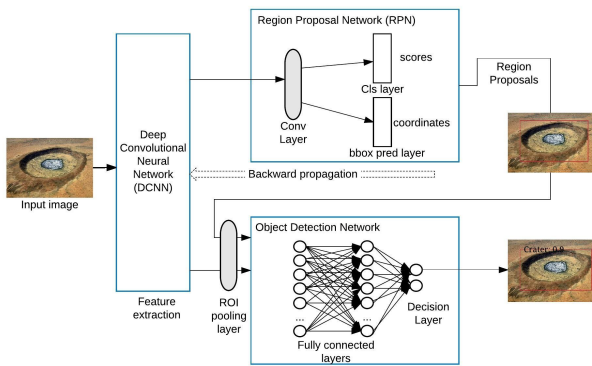 Region Proposal Network (RPN)
scores
Cls layer
Conv
Layer
coordinates
bbox pred layer
Region
Proposals
Deep
Convolutional
Neural
Network
(DCNN)
Input image
Backward propagation
Object Detection Network
Crater: 0.9
Feature
extraction
ROI
pooling
layer
...
...
Fully connected
layers
Decision
Layer